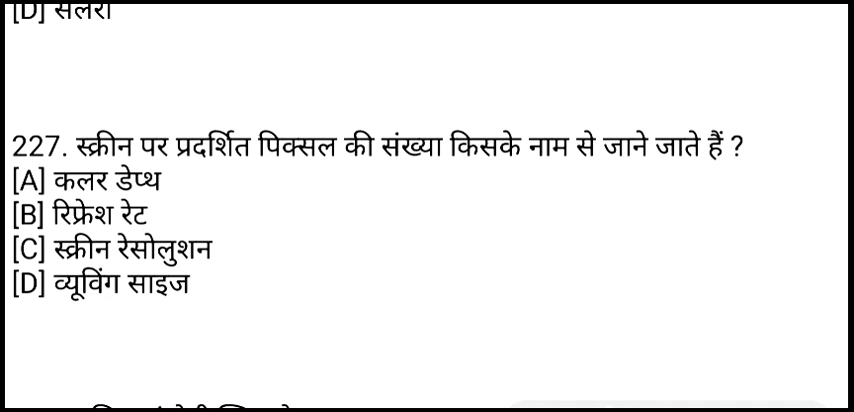 [D] सेलेरा
227. स्क्रीन पर प्रदर्शित पिक्सल की संख्या किसके नाम से जाने जाते हैं ?
[A] कलर डेप्थ
[B] रिफ्रेश रेट
[C] स्क्रीन रेसोलुशन
[D] व्यूविंग साइज